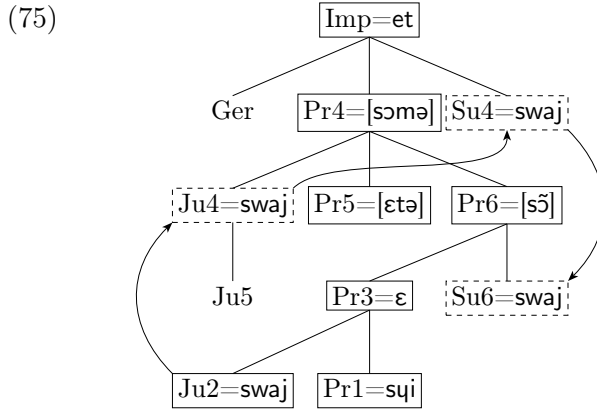 (75)
Imp=et
Ger Pr4=[sɔmə] Su4=swaj
Ju4=swaj Pr5=[ɛtə] Pr6=[sɔ̃]
Ju5 Pr3=ɛ Su6=swaj
Ju2=swaj Pr1=sɥi